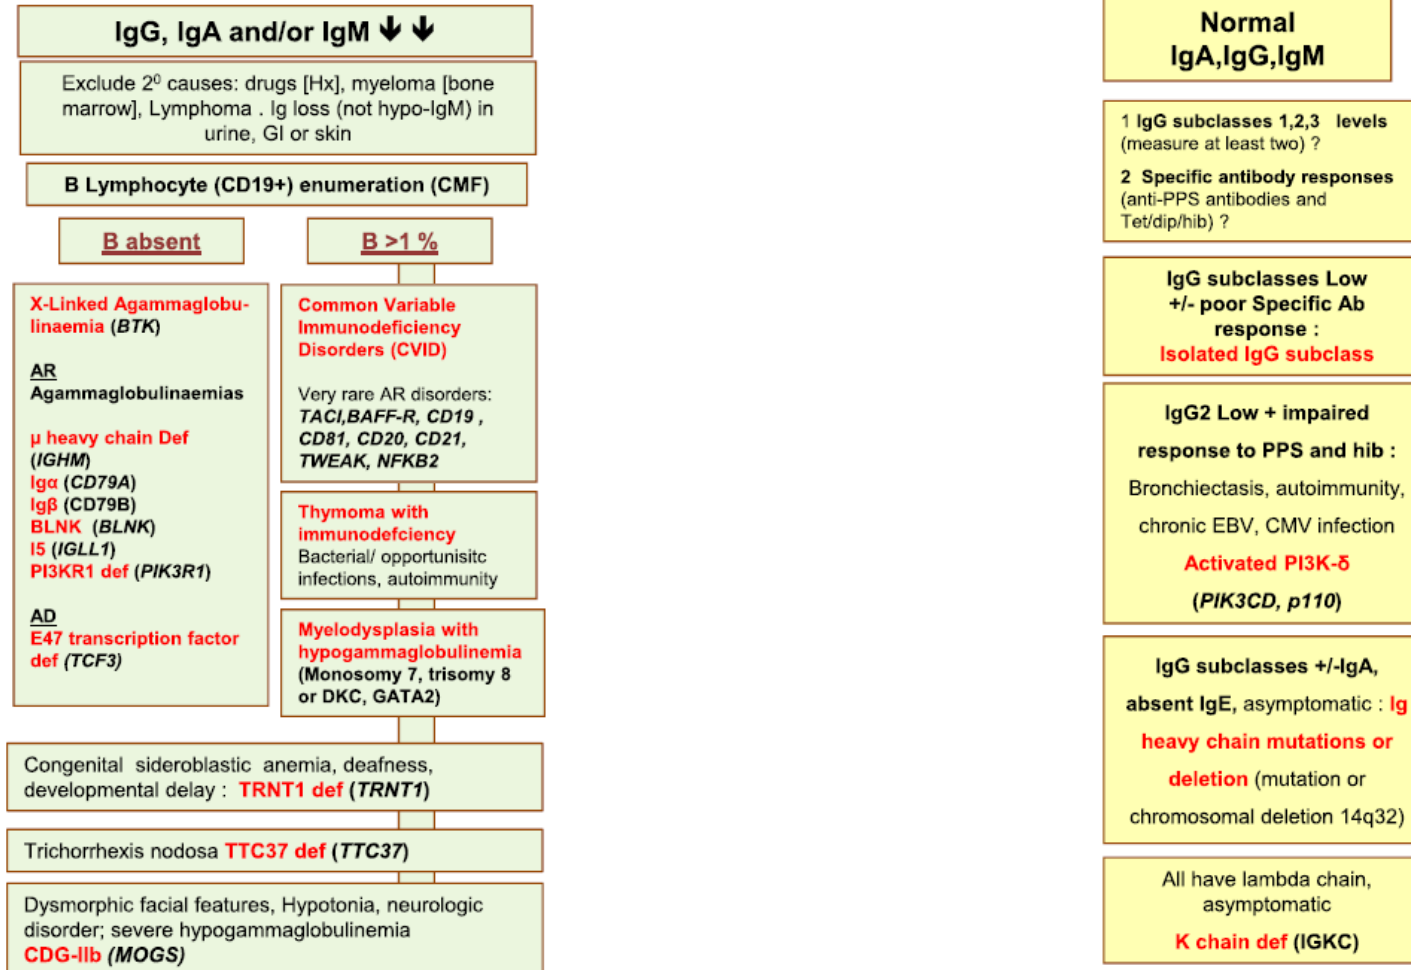 IgG, IgA and/or IgM 🡻 🡻
Exclude 2⁰ causes: drugs [Hx], myeloma [bone
marrow], Lymphoma . Ig loss (not hypo-IgM) in
urine, GI or skin
B Lymphocyte (CD19+) enumeration (CMF)
B absent
X-Linked Agammaglobu-
linaemia (BTK)
AR
Agammaglobulinaemias
µ heavy chain Def
(IGHM)
Igα (CD79A)
Igβ (CD79B)
BLNK (BLNK)
I5 (IGLL1)
PI3KR1 def (PIK3R1)
AD
E47 transcription factor
def (TCF3)
B >1 %
Common Variable
Immunodeficiency
Disorders (CVID)
Very rare AR disorders:
TACI,BAFF-R, CD19 ,
CD81, CD20, CD21,
TWEAK, NFKB2
Thymoma with
immunodefciency
Bacterial/ opportunisitc
infections, autoimmunity
Myelodysplasia with
hypogammaglobulinemia
(Monosomy 7, trisomy 8
or DKC, GATA2)
Congenital sideroblastic anemia, deafness,
developmental delay : TRNT1 def (TRNT1)
Trichorrhexis nodosa TTC37 def (TTC37)
Dysmorphic facial features, Hypotonia, neurologic
disorder; severe hypogammaglobulinemia
CDG-IIb (MOGS)
Normal
IgA,IgG,IgM
1 IgG subclasses 1,2,3 levels
(measure at least two) ?
2 Specific antibody responses
(anti-PPS antibodies and
Tet/dip/hib) ?
IgG subclasses Low
+/- poor Specific Ab
response :
Isolated IgG subclass
IgG2 Low + impaired
response to PPS and hib :
Bronchiectasis, autoimmunity,
chronic EBV, CMV infection
Activated PI3K-δ
(PIK3CD, p110)
IgG subclasses +/-IgA,
absent IgE, asymptomatic : Ig
heavy chain mutations or
deletion (mutation or
chromosomal deletion 14q32)
All have lambda chain,
asymptomatic
K chain def (IGKC)